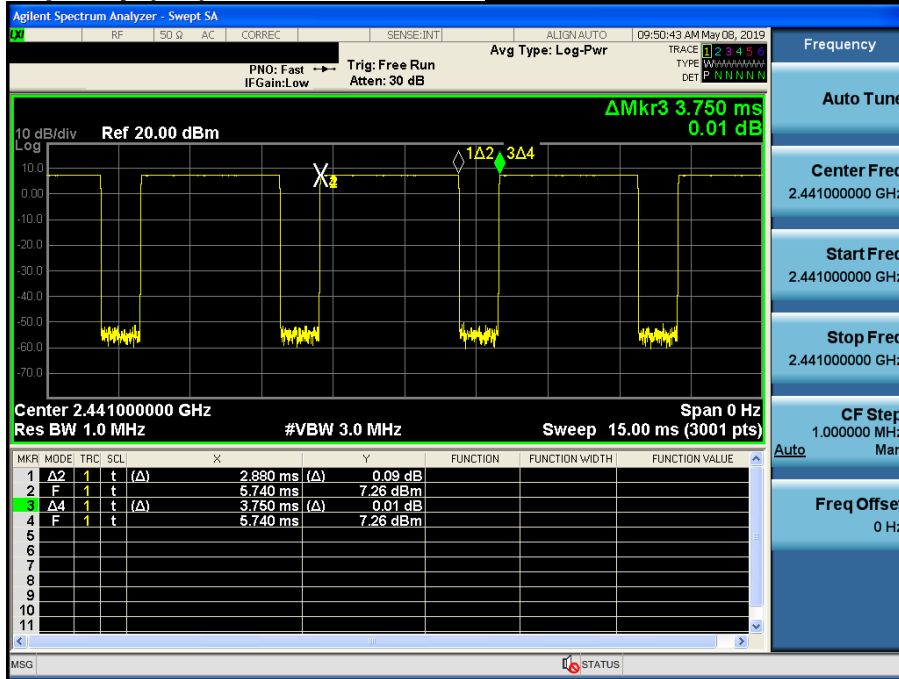 Agilent Spectrum Analyzer - Swept SA
LXI RF 50 Ω AC CORREC SENSE:INT ALIGN AUTO 09:50:43 AM May 08, 2019
Avg Type: Log-Pwr
TRACE 1 2 3 4 5 6
TYPE
DET P N N N N N
PNO: Fast
IFGain:Low
Trig: Free Run
Atten: 30 dB
Frequency
Auto Tune
ΔMkr3 3.750 ms
0.01 dB
10 dB/div Ref 20.00 dBm
Log
10.0
0.00
-10.0
-20.0
-30.0
-40.0
-50.0
-60.0
-70.0
1Δ2 3Δ4
Center 2.441000000 GHz Span 0 Hz
Res BW 1.0 MHz #VBW 3.0 MHz Sweep 15.00 ms (3001 pts)
Center Freq
2.441000000 GHz
Start Freq
2.441000000 GHz
Stop Freq
2.441000000 GHz
CF Step
1.000000 MHz
Auto Man
Freq Offset
0 Hz
MKR MODE TRC SCL X Y FUNCTION FUNCTION WIDTH FUNCTION VALUE
1 Δ2 1 t (Δ) 2.880 ms (Δ) 0.09 dB
2 F 1 t 5.740 ms 7.26 dBm
3 Δ4 1 t (Δ) 3.750 ms (Δ) 0.01 dB
4 F 1 t 5.740 ms 7.26 dBm
5
6
7
8
9
10
11
MSG STATUS